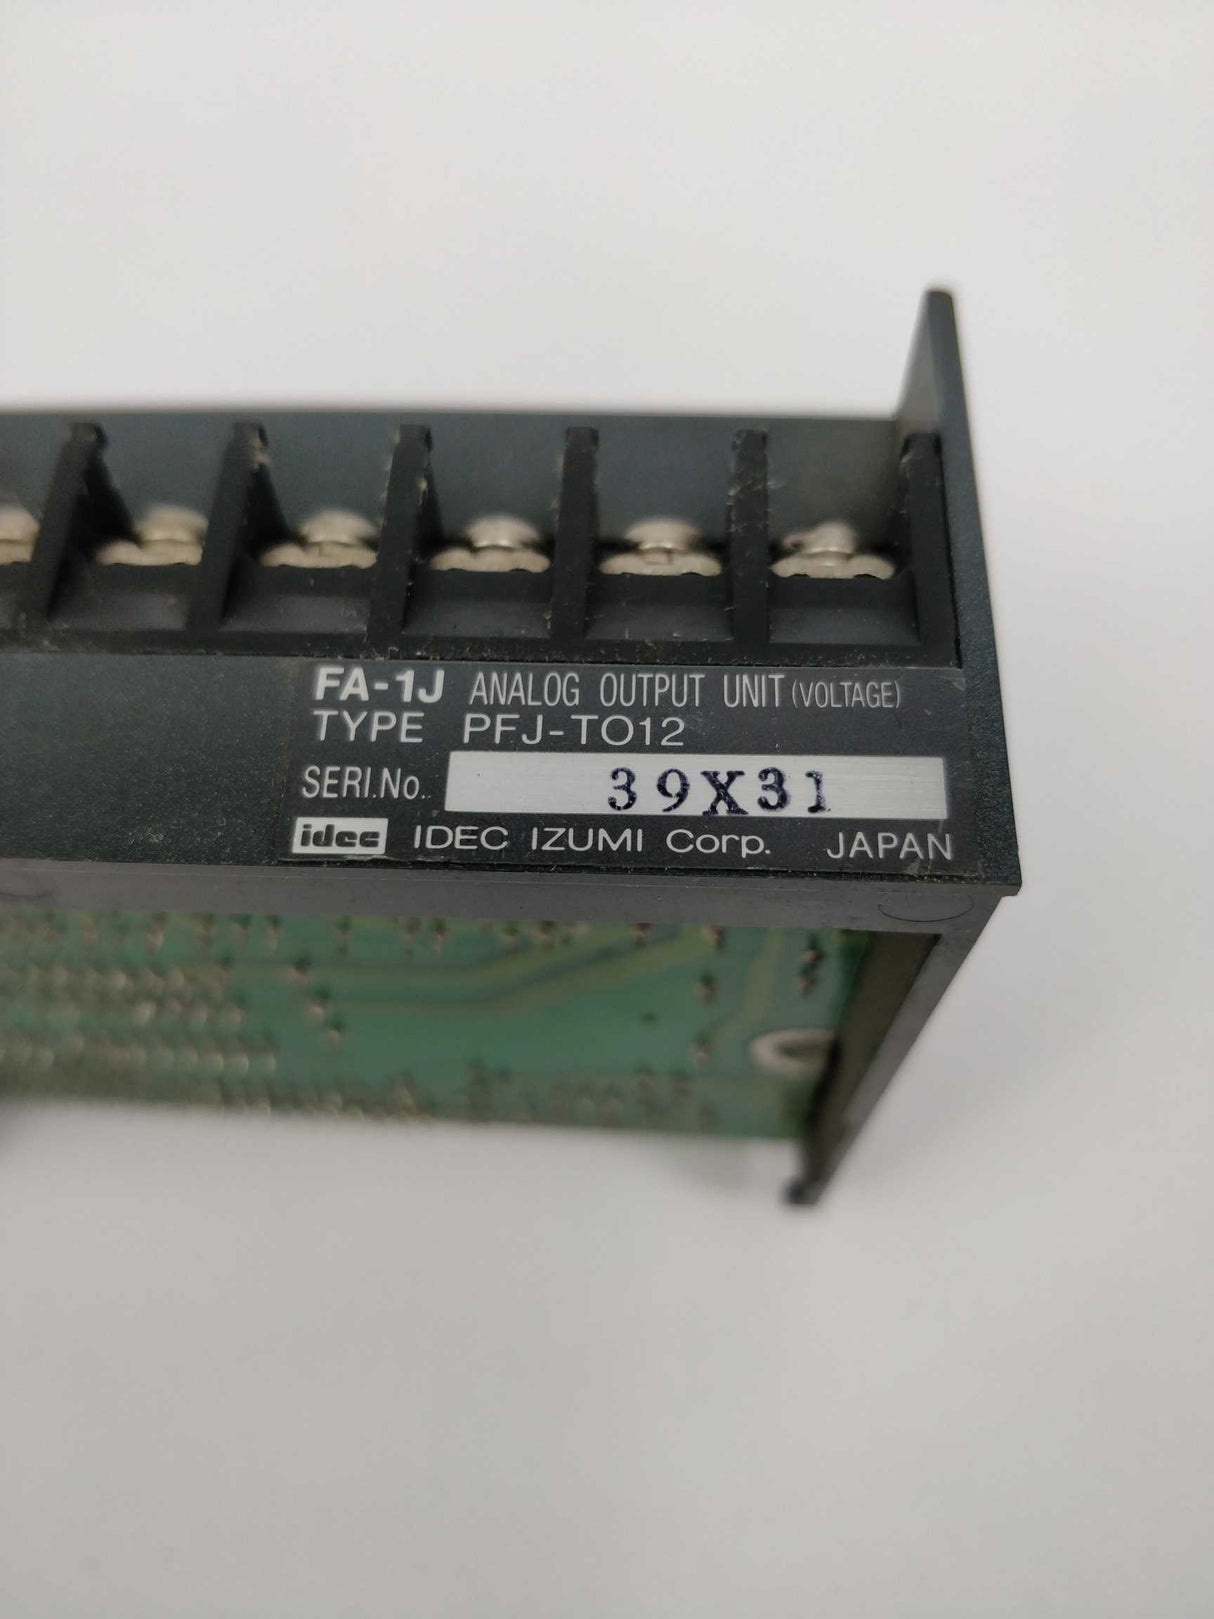 FA-1J ANALOG OUTPUT UNIT (VOLTAGE)
TYPE PFJ-TO12
SERI.No. 39X31
idec IDEC IZUMI Corp. JAPAN